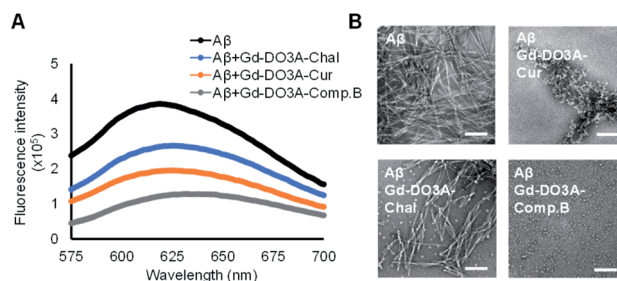 A
Aβ
Aβ+Gd-DO3A-Chal
Aβ+Gd-DO3A-Cur
Aβ+Gd-DO3A-Comp.B
Fluorescence intensity
(x10⁵)
5
4
3
2
1
0
575
600
625
650
675
700
Wavelength (nm)
B
Aβ
Aβ
Gd-DO3A-
Cur
Aβ
Gd-DO3A-
Chal
Aβ
Gd-DO3A-
Comp.B